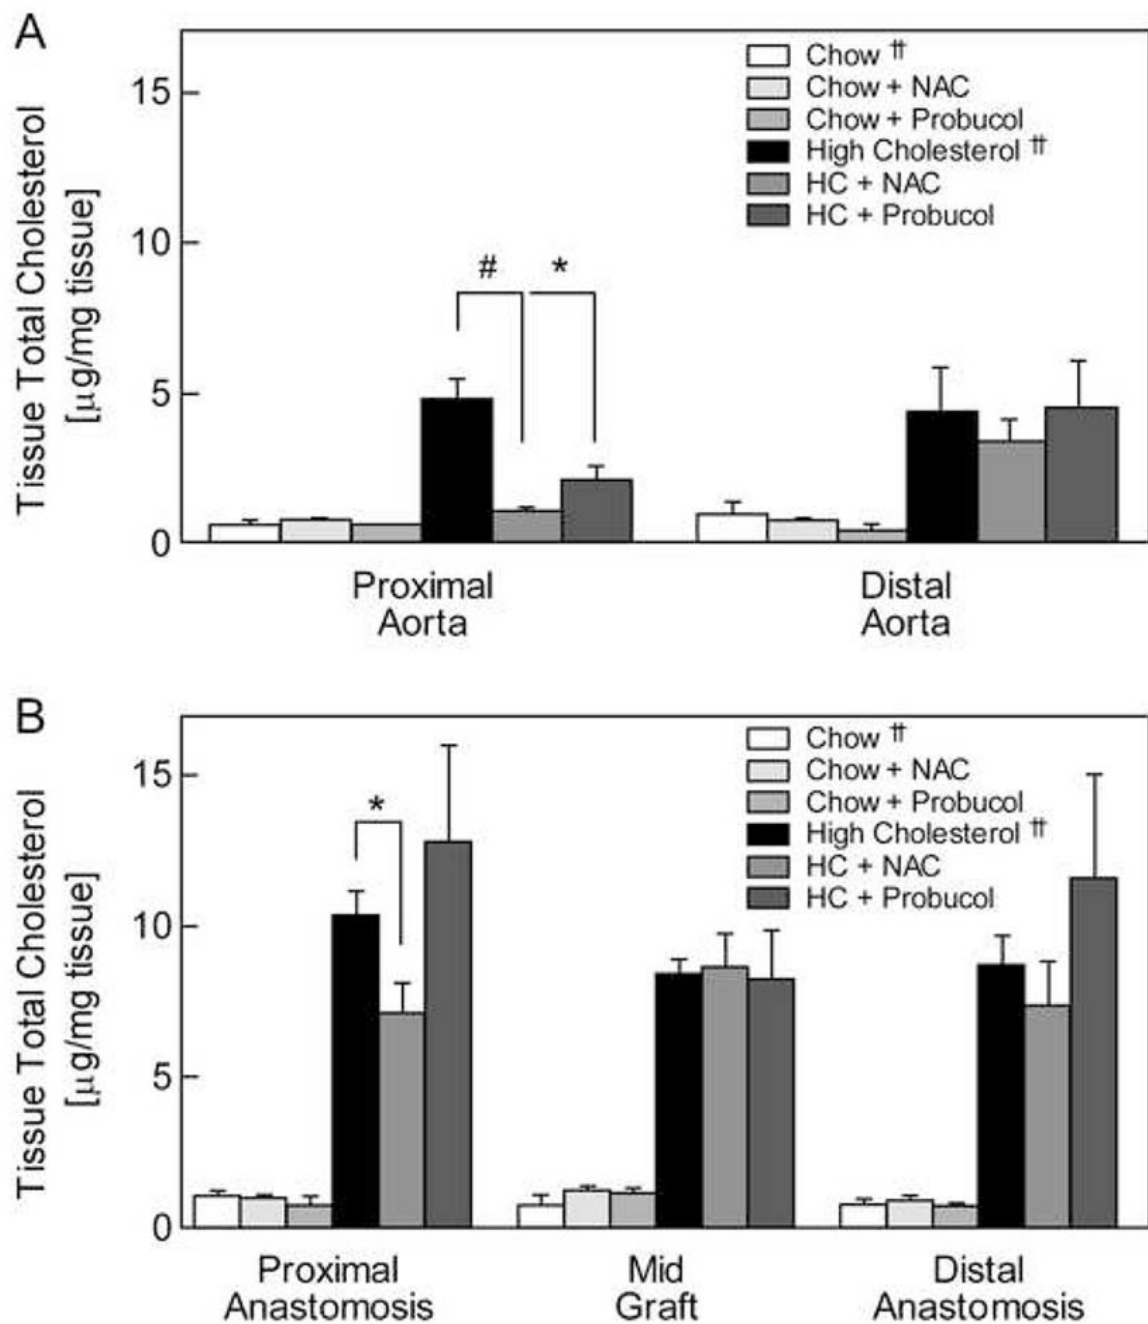 A
Tissue Total Cholesterol
[µg/mg tissue]
15
10
5
0
Chow ††
Chow + NAC
Chow + Probucol
High Cholesterol ††
HC + NAC
HC + Probucol
# *
Proximal
Aorta
Distal
Aorta
B
Tissue Total Cholesterol
[µg/mg tissue]
15
10
5
0
Chow ††
Chow + NAC
Chow + Probucol
High Cholesterol ††
HC + NAC
HC + Probucol
*
Proximal
Anastomosis
Mid
Graft
Distal
Anastomosis